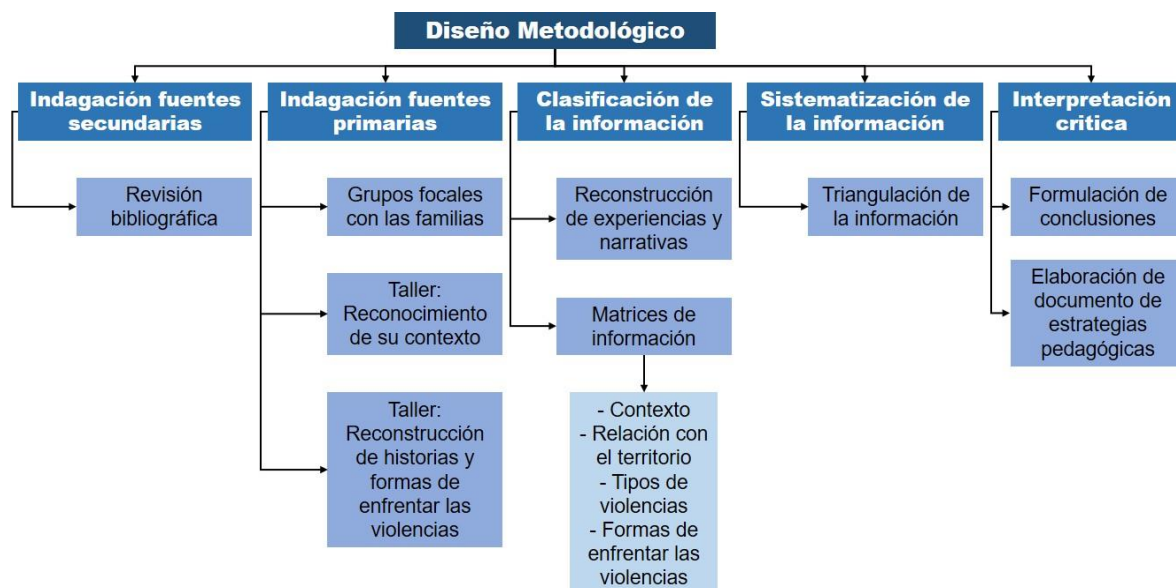 Diseño Metodológico
Indagación fuentes
secundarias
Revisión
bibliográfica
Indagación fuentes
primarias
Grupos focales
con las familias
Taller:
Reconocimiento
de su contexto
Taller:
Reconstrucción
de historias y
formas de
enfrentar las
violencias
Clasificación de
la información
Reconstrucción
de experiencias y
narrativas
Matrices de
información
- Contexto
- Relación con
el territorio
- Tipos de
violencias
- Formas de
enfrentar las
violencias
Sistematización de
la información
Triangulación de
la información
Interpretación
critica
Formulación de
conclusiones
Elaboración de
documento de
estrategias
pedagógicas